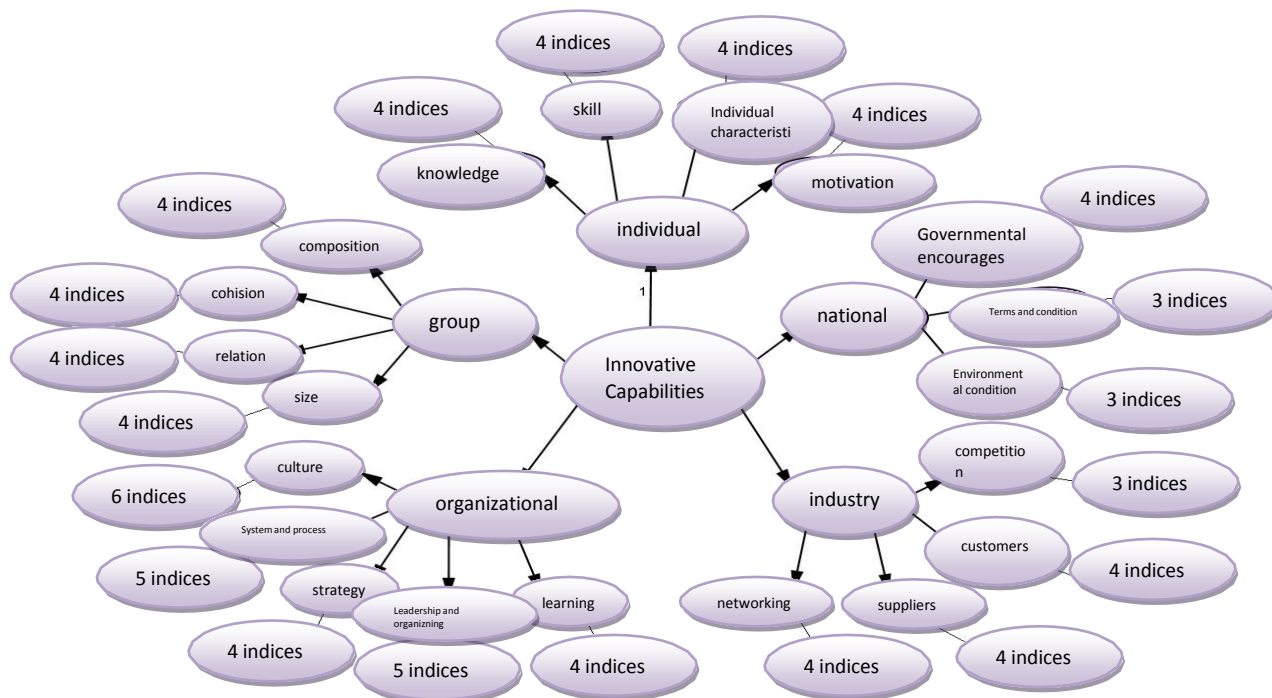 4 indices
4 indices
4 indices
skill
Individual
characteristi
4 indices
knowledge
motivation
4 indices
individual
4 indices
composition
Governmental
encourages
4 indices
cohision
1
national
Terms and condition
3 indices
group
4 indices
relation
Innovative
Capabilities
Environment
al condition
3 indices
size
4 indices
culture
competitio
n
6 indices
organizational
industry
3 indices
System and process
customers
5 indices
strategy
Leadership and
organizning
learning
networking
suppliers
4 indices
4 indices
5 indices
4 indices
4 indices
4 indices